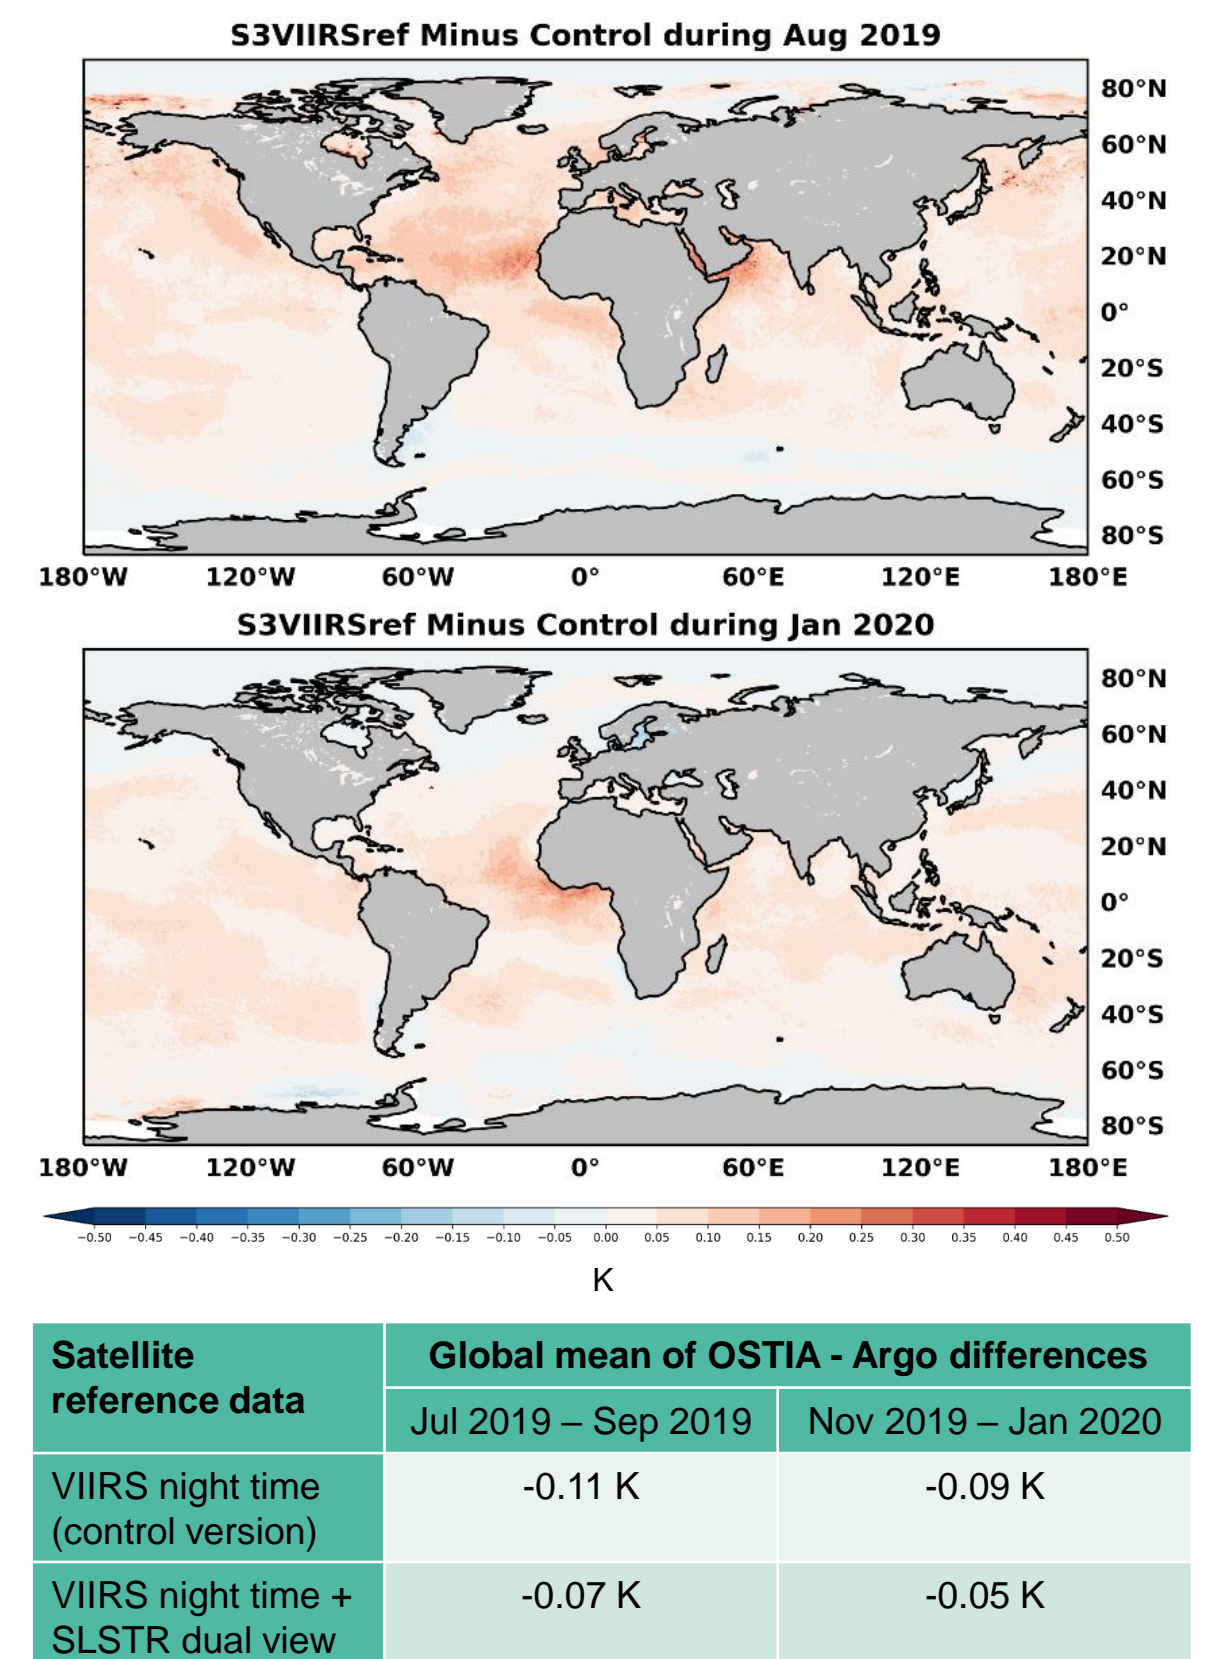 S3VIIRSref Minus Control during Aug 2019
80°N
60°N
40°N
20°N
0°
20°S
40°S
60°S
80°S
180°W 120°W 60°W 0° 60°E 120°E 180°E
S3VIIRSref Minus Control during Jan 2020
80°N
60°N
40°N
20°N
0°
20°S
40°S
60°S
80°S
180°W 120°W 60°W 0° 60°E 120°E 180°E
−0.50 −0.45 −0.40 −0.35 −0.30 −0.25 −0.20 −0.15 −0.10 −0.05 0.00 0.05 0.10 0.15 0.20 0.25 0.30 0.35 0.40 0.45 0.50
K
Satellite
reference data
Global mean of OSTIA - Argo differences
Jul 2019 – Sep 2019 Nov 2019 – Jan 2020
VIIRS night time
(control version)
-0.11 K -0.09 K
VIIRS night time +
SLSTR dual view
-0.07 K -0.05 K